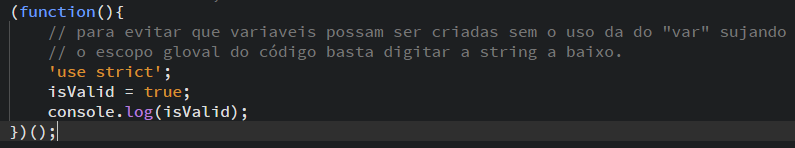 (function(){
// para evitar que variaveis possam ser criadas sem o uso da do "var" sujando
// o escopo gloval do código basta digitar a string a baixo.
'use strict';
isValid = true;
console.log(isValid);
})();